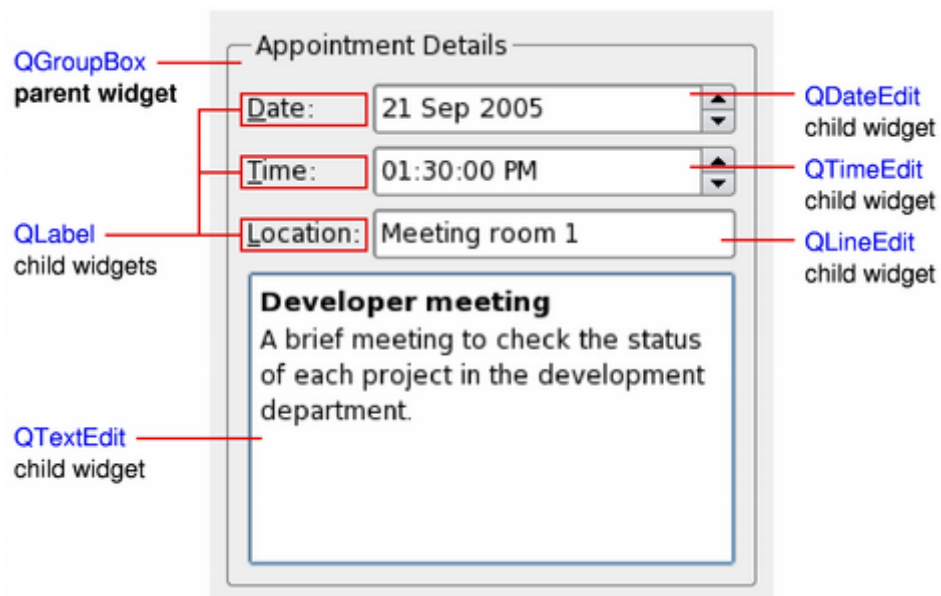 Appointment Details
QGroupBox
parent widget
Date:
21 Sep 2005
QDateEdit
child widget
Time:
01:30:00 PM
QTimeEdit
child widget
QLabel
child widgets
Location:
Meeting room 1
QLineEdit
child widget
Developer meeting
A brief meeting to check the status
of each project in the development
department.
QTextEdit
child widget